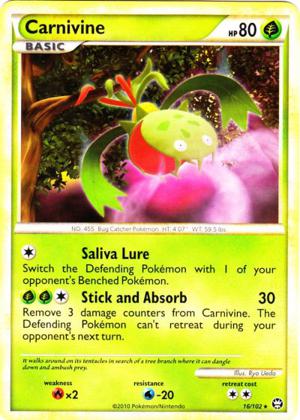 Carnivine
HP 80
BASIC
Illus. Ryo Ueda
NO. 455 Bug Catcher Pokémon. HT: 4'07" WT: 59.5 lbs.
Saliva Lure
Switch the Defending Pokémon with 1 of your
opponent's Benched Pokémon.
Stick and Absorb 30
Remove 3 damage counters from Carnivine. The
Defending Pokémon can't retreat during your
opponent's next turn.
It walks around on its tentacles in search of a tree branch where it can dangle
down and ambush prey.
weakness
resistance
retreat cost
×2
-20
©2010 Pokémon/Nintendo
16/102 ★